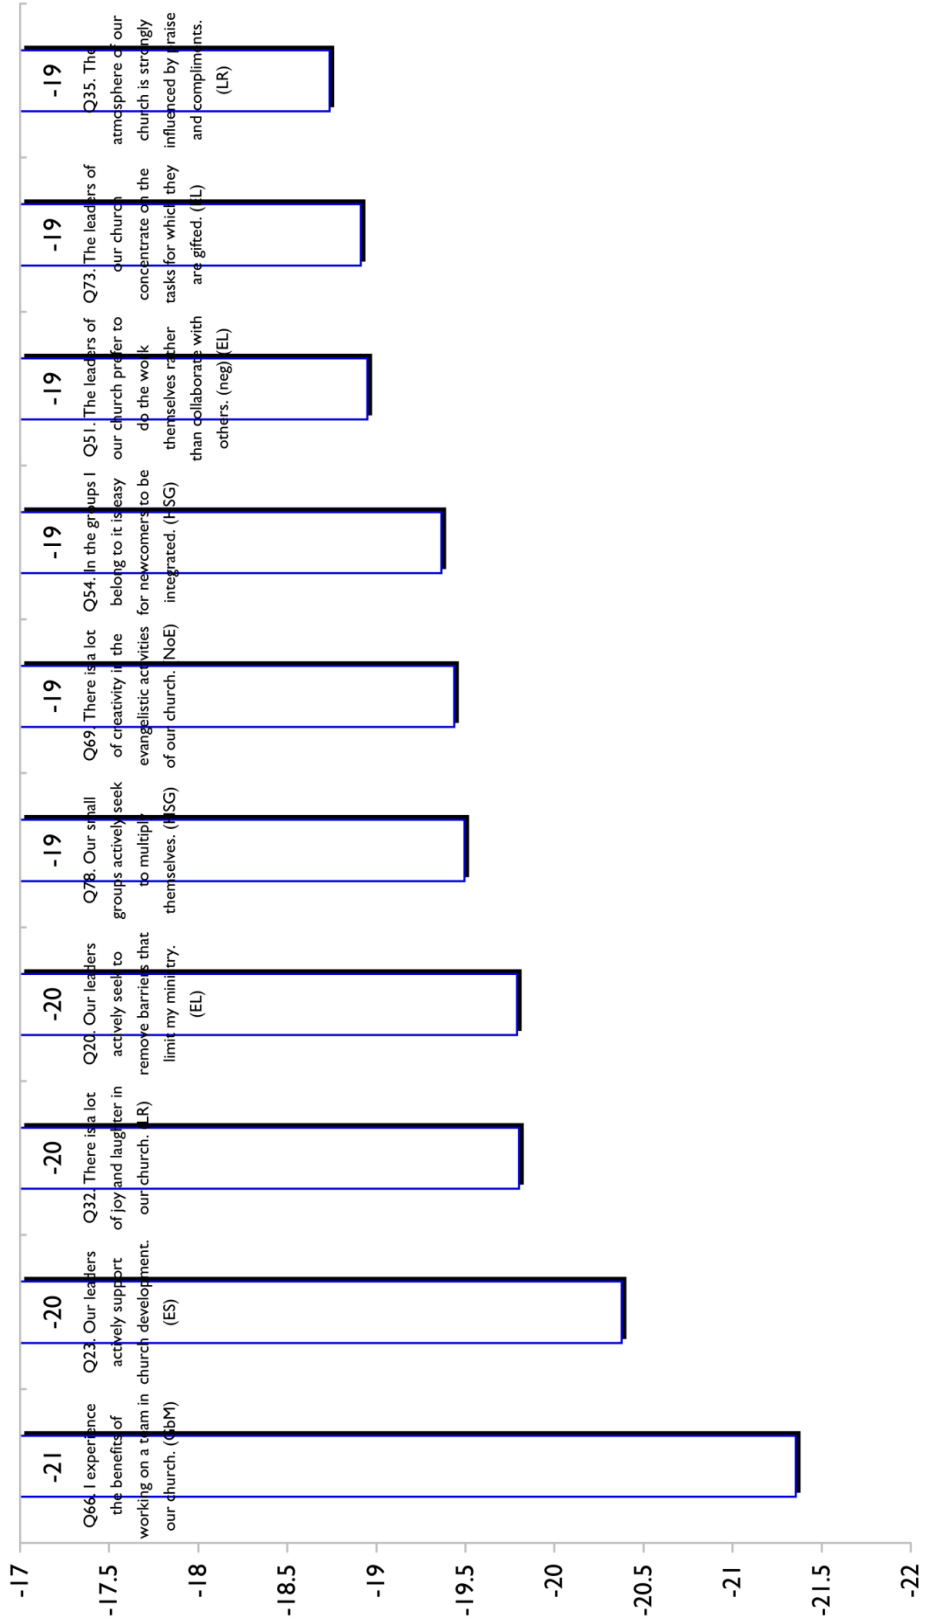 -17
-17.5
-18
-18.5
-19
-19.5
-20
-20.5
-21
-21.5
-22
-21
Q66. I experience
the benefits of
working on a team in
our church. (GbM)
-20
Q23. Our leaders
actively support
church development.
(ES)
-20
Q32. There is a lot
of joy and laughter in
our church. (LR)
-20
Q20. Our leaders
actively seek to
remove barriers that
limit my ministry.
(EL)
-19
Q78. Our small
groups actively seek
to multiply
themselves. (HSG)
-19
Q69. There is a lot
of creativity in the
evangelistic activities
of our church. (NoE)
-19
Q54. In the groups I
belong to it is easy
for newcomers to be
integrated. (HSG)
-19
Q51. The leaders of
our church prefer to
do the work
themselves rather
than collaborate with
others. (neg) (EL)
-19
Q73. The leaders of
our church
concentrate on the
tasks for which they
are gifted. (EL)
-19
Q35. The
atmosphere of our
church is strongly
influenced by praise
and compliments.
(LR)